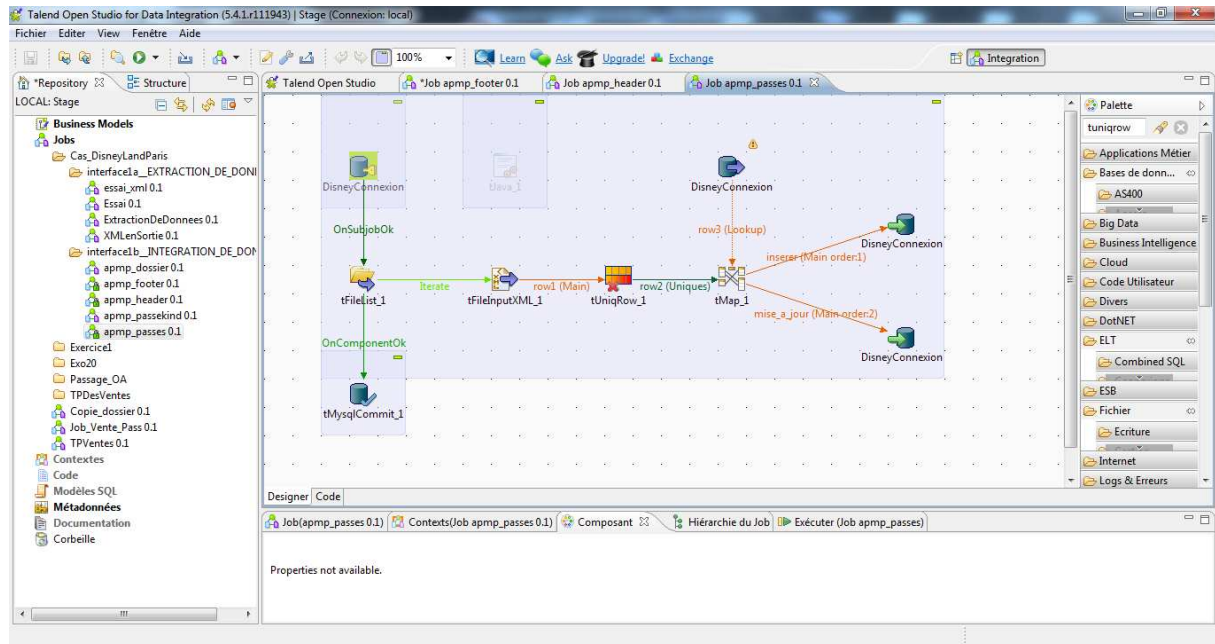 Talend Open Studio for Data Integration (5.4.1.r111943) | Stage (Connexion: local)
Fichier Editer View Fenêtre Aide
100% Learn Ask Upgrade! Exchange Integration
*Repository Structure
LOCAL: Stage
Business Models
Jobs
Cas_DisneyLandParis
interface1a__EXTRACTION_DE_DONI
essai_xml 0.1
Essai 0.1
ExtractionDeDonnees 0.1
XMLenSortie 0.1
interface1b__INTEGRATION_DE_DON
apmp_dossier 0.1
apmp_footer 0.1
apmp_header 0.1
apmp_passekind 0.1
apmp_passes 0.1
Exercice1
Exo20
Passage_OA
TPDesVentes
Copie_dossier 0.1
Job_Vente_Pass 0.1
TPVentes 0.1
Contextes
Code
Modèles SQL
Métadonnées
Documentation
Corbeille
Talend Open Studio *Job apmp_footer 0.1 Job apmp_header 0.1 Job apmp_passes 0.1
DisneyConnexion tJava_1 DisneyConnexion
OnSubjobOk row3 (Lookup)
DisneyConnexion
inserer (Main order:1)
Iterate row1 (Main) row2 (Uniques)
tFileList_1 tFileInputXML_1 tUniqRow_1 tMap_1
mise_a_jour (Main order:2)
OnComponentOk
DisneyConnexion
tMysqlCommit_1
Designer Code
Palette
tuniqrow
Applications Métier
Bases de donn...
AS400
Big Data
Business Intelligence
Cloud
Code Utilisateur
Divers
DotNET
ELT
Combined SQL
ESB
Fichier
Ecriture
Internet
Logs & Erreurs
Job(apmp_passes 0.1) Contexts(Job apmp_passes 0.1) Composant Hiérarchie du Job Exécuter (Job apmp_passes)
Properties not available.